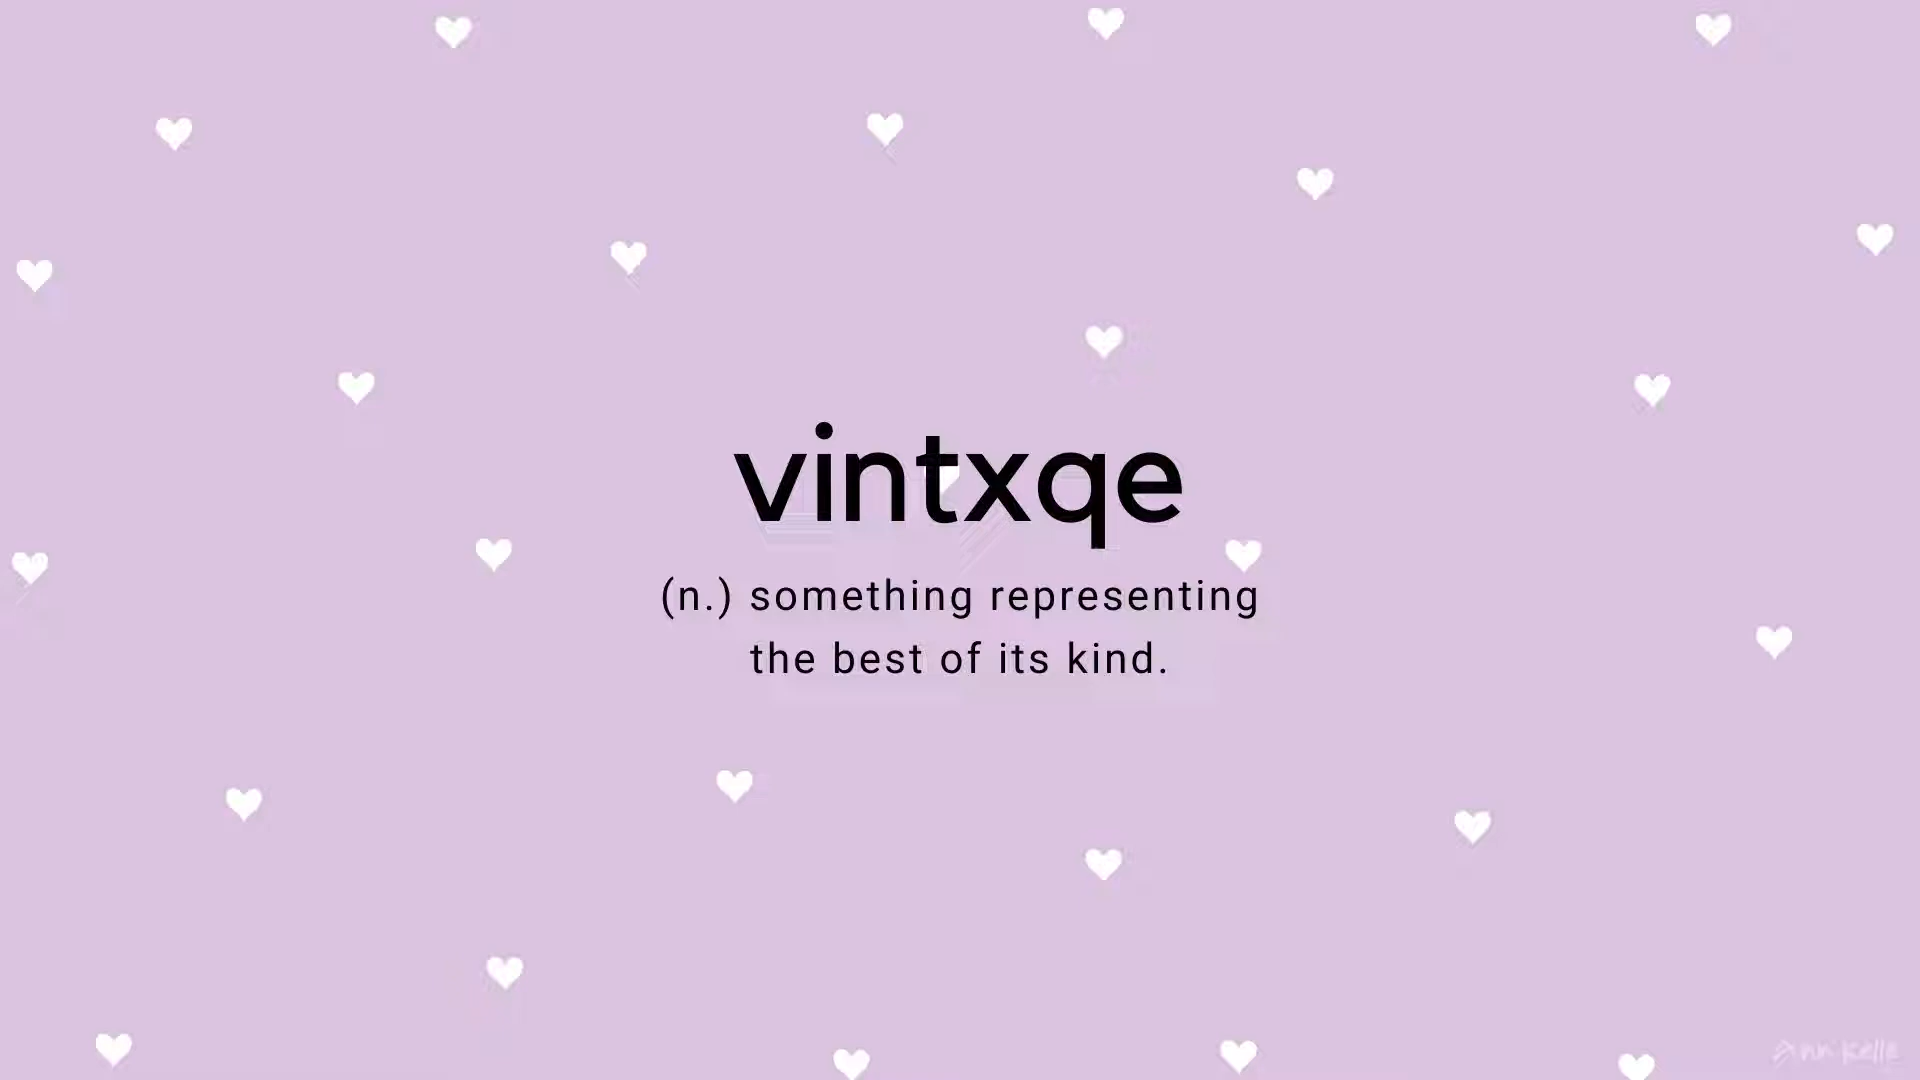 vintxqe
(n.) something representing
the best of its kind.